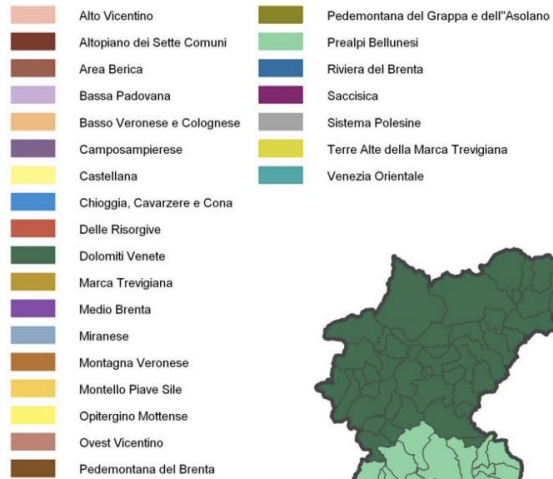 Alto Vicentino
Altopiano dei Sette Comuni
Area Berica
Bassa Padovana
Basso Veronese e Colognese
Camposampierese
Castellana
Chioggia, Cavarzere e Cona
Delle Risorgive
Dolomiti Venete
Marca Trevigiana
Medio Brenta
Miranese
Montagna Veronese
Montello Piave Sile
Opitergino Mottense
Ovest Vicentino
Pedemontana del Brenta
Pedemontana del Grappa e dell"Asolano
Prealpi Bellunesi
Riviera del Brenta
Saccisica
Sistema Polesine
Terre Alte della Marca Trevigiana
Venezia Orientale